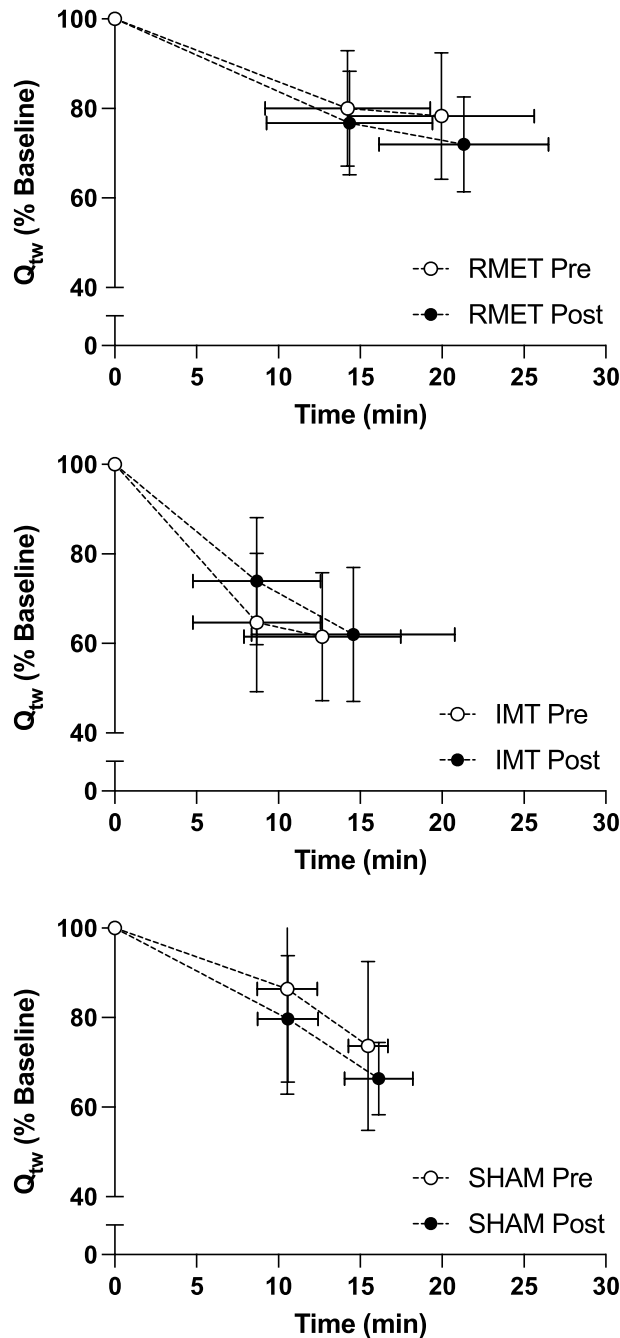 100
80
60
40
0
Q_tw (% Baseline)
RMET Pre
RMET Post
0 5 10 15 20 25 30
Time (min)
100
80
60
40
0
Q_tw (% Baseline)
IMT Pre
IMT Post
0 5 10 15 20 25 30
Time (min)
100
80
60
40
0
Q_tw (% Baseline)
SHAM Pre
SHAM Post
0 5 10 15 20 25 30
Time (min)